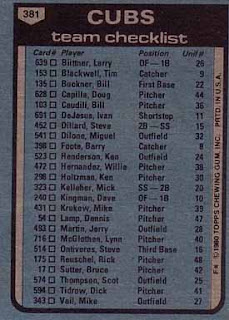 381
CUBS
team checklist
Card # Player Position Uni #
639 Biittner, Larry OF — 1B 26
153 Blackwell, Tim Catcher 9
135 Buckner, Bill First Base 22
628 Capilla, Doug Pitcher 44
103 Caudill, Bill Pitcher 36
601 DeJesus, Ivan Shortstop 11
452 Dillard, Steve 2B — SS 15
541 Dilone, Miguel Outfield 32
398 Foote, Barry Catcher 8
523 Henderson, Ken Outfield 24
472 Hernandez, Willie Pitcher 38
298 Holtzman, Ken Pitcher 30
323 Kelleher, Mick SS — 2B 20
240 Kingman, Dave OF — 1B 10
431 Krukow, Mike Pitcher 39
54 Lamp, Dennis Pitcher 47
493 Martin, Jerry Outfield 28
716 McGlothen, Lynn Pitcher 40
514 Ontiveros, Steve Third Base 16
175 Reuschel, Rick Pitcher 48
17 Sutter, Bruce Pitcher 42
574 Thompson, Scot Outfield 25
594 Tidrow, Dick Pitcher 41
343 Vail, Mike Outfield 27
© 1980 TOPPS CHEWING GUM, INC. PRTD. IN U.S.A.